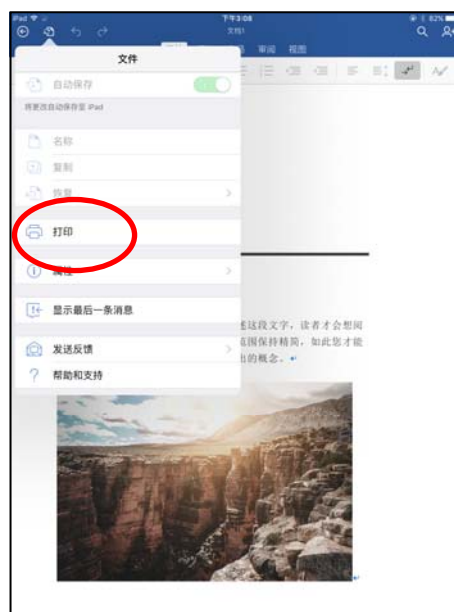 iPad
下午3:08
82%
文档1
审阅 视图
文件
自动保存
将更改自动保存至 iPad
名称
复制
恢复
打印
属性
显示最后一条消息
发送反馈
帮助和支持
述这段文字，读者才会想阅
范围保持精简，如此您才能
出的概念。